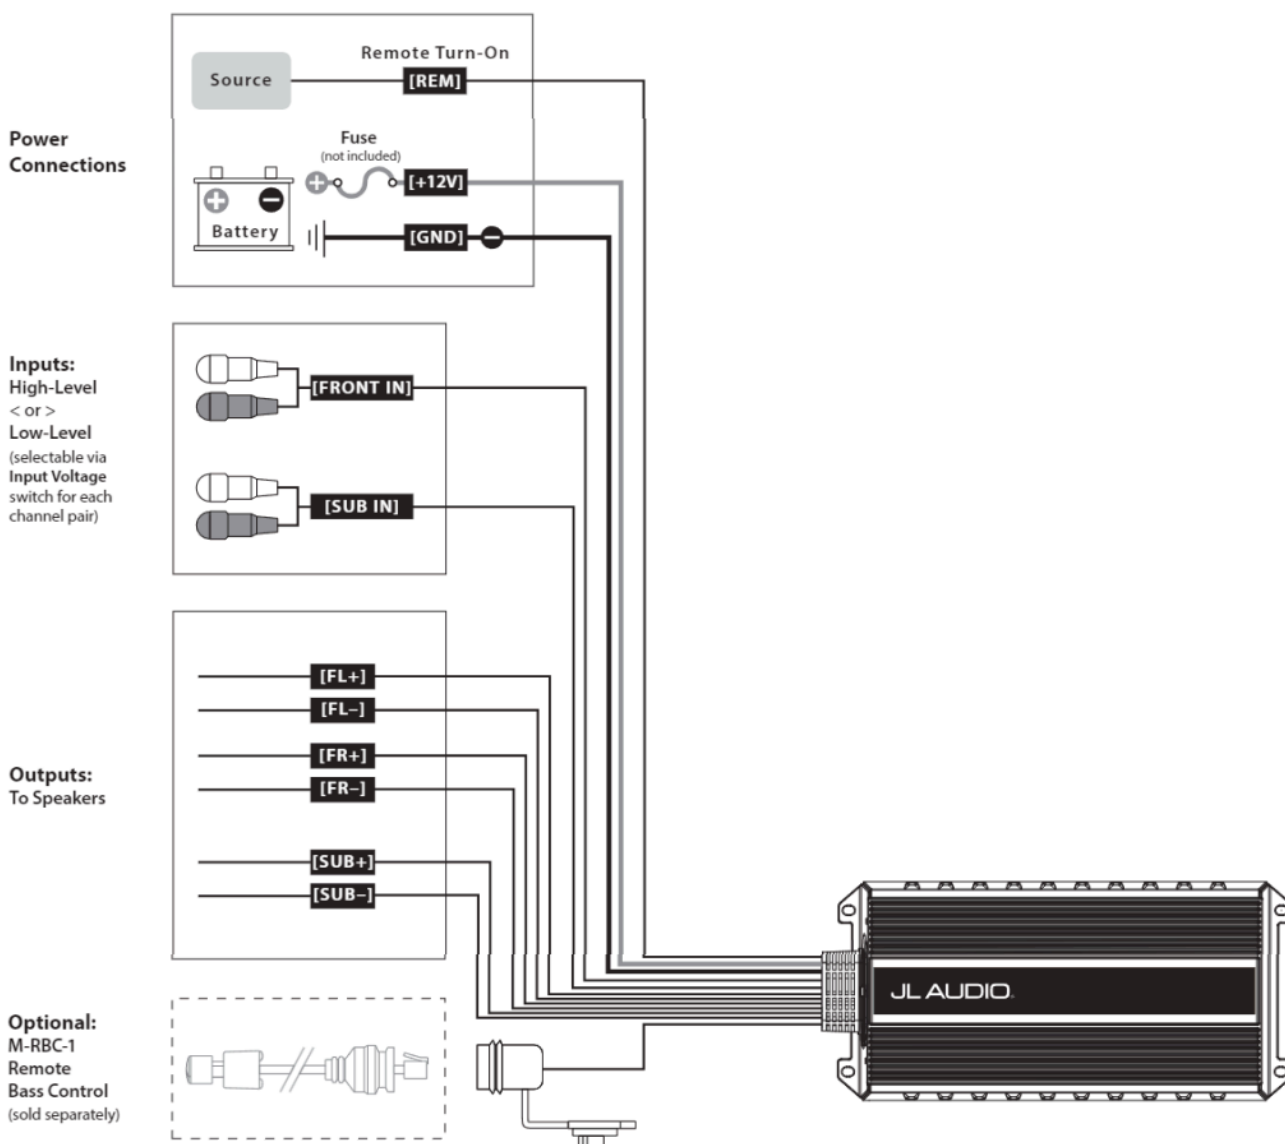 Power
Connections
Source
Remote Turn-On
[REM]
Fuse
(not included)
[+12V]
Battery
[GND]
Inputs:
High-Level
< or >
Low-Level
(selectable via
Input Voltage
switch for each
channel pair)
[FRONT IN]
[SUB IN]
Outputs:
To Speakers
[FL+]
[FL–]
[FR+]
[FR–]
[SUB+]
[SUB–]
Optional:
M-RBC-1
Remote
Bass Control
(sold separately)
JL AUDIO